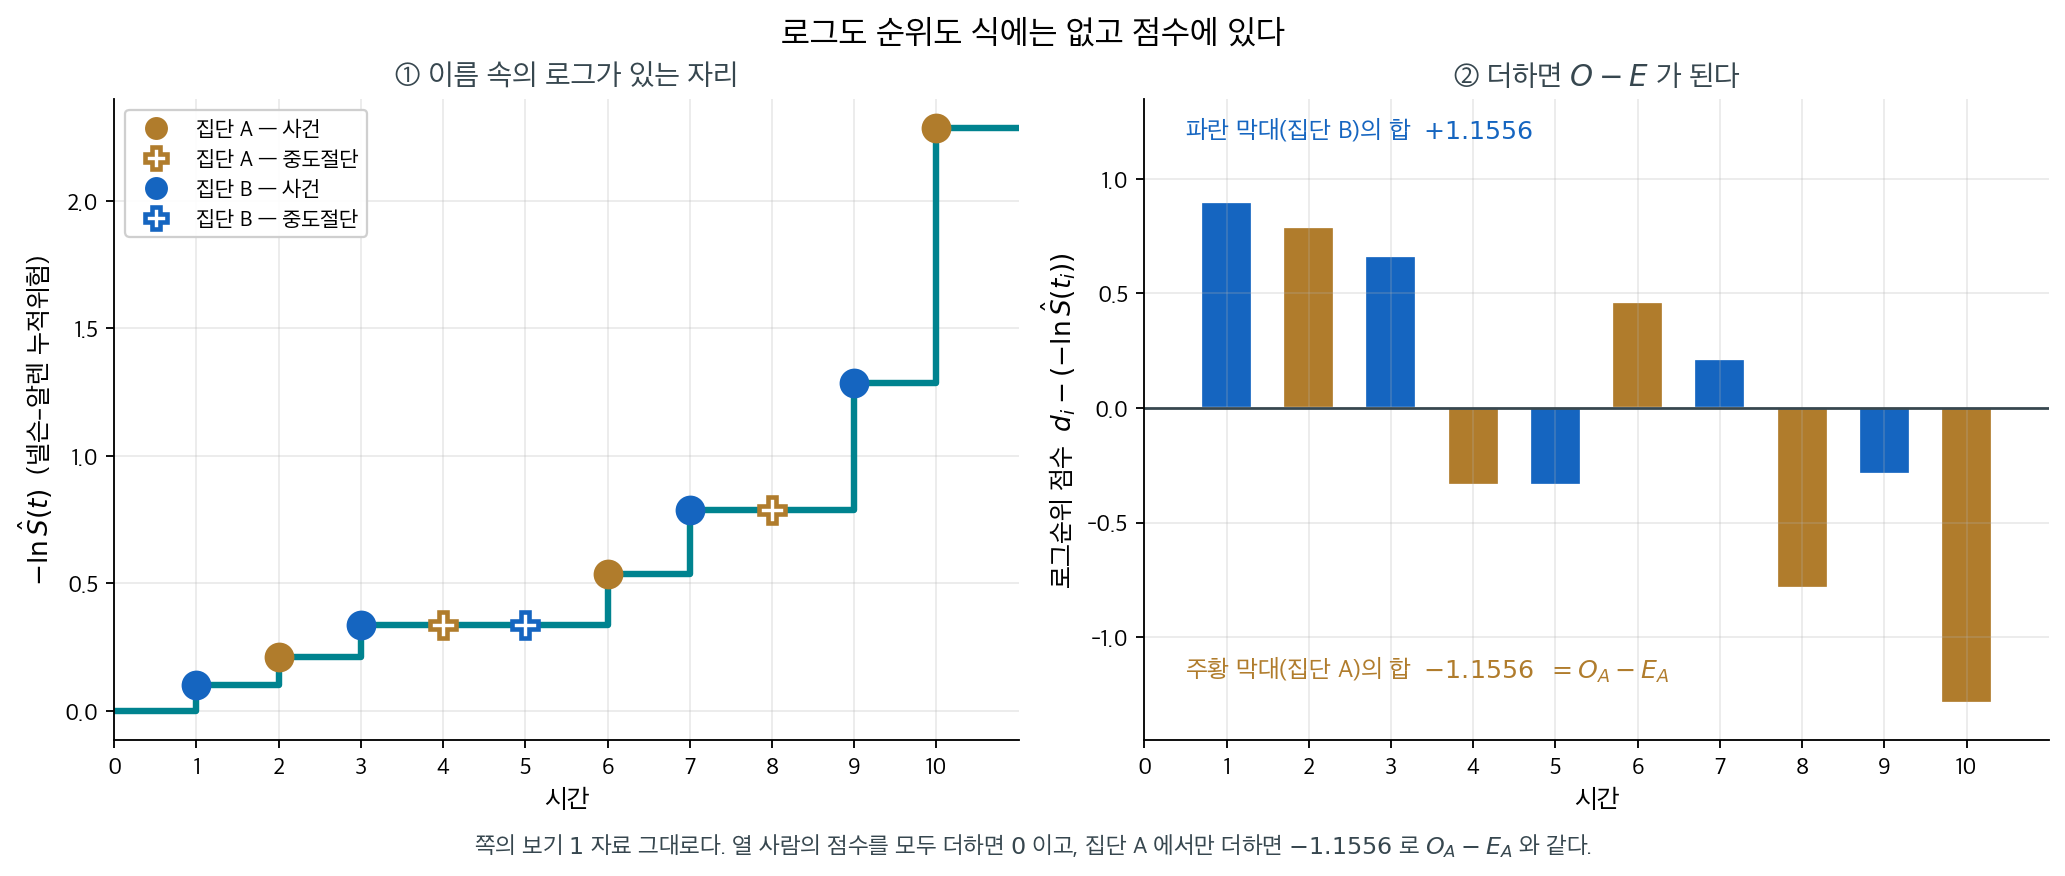 로그도 순위도 식에는 없고 점수에 있다
① 이름 속의 로그가 있는 자리
집단 A — 사건
집단 A — 중도절단
집단 B — 사건
집단 B — 중도절단
−ln Ŝ(t) (넬슨-알렌 누적위험)
2.0
1.5
1.0
0.5
0.0
0 1 2 3 4 5 6 7 8 9 10
시간
② 더하면 O − E 가 된다
파란 막대(집단 B)의 합 +1.1556
로그순위 점수 dᵢ − (−ln Ŝ(tᵢ))
1.0
0.5
0.0
-0.5
-1.0
주황 막대(집단 A)의 합 −1.1556 = O_A − E_A
0 1 2 3 4 5 6 7 8 9 10
시간
쪽의 보기 1 자료 그대로다. 열 사람의 점수를 모두 더하면 0 이고, 집단 A 에서만 더하면 −1.1556 로 O_A − E_A 와 같다.